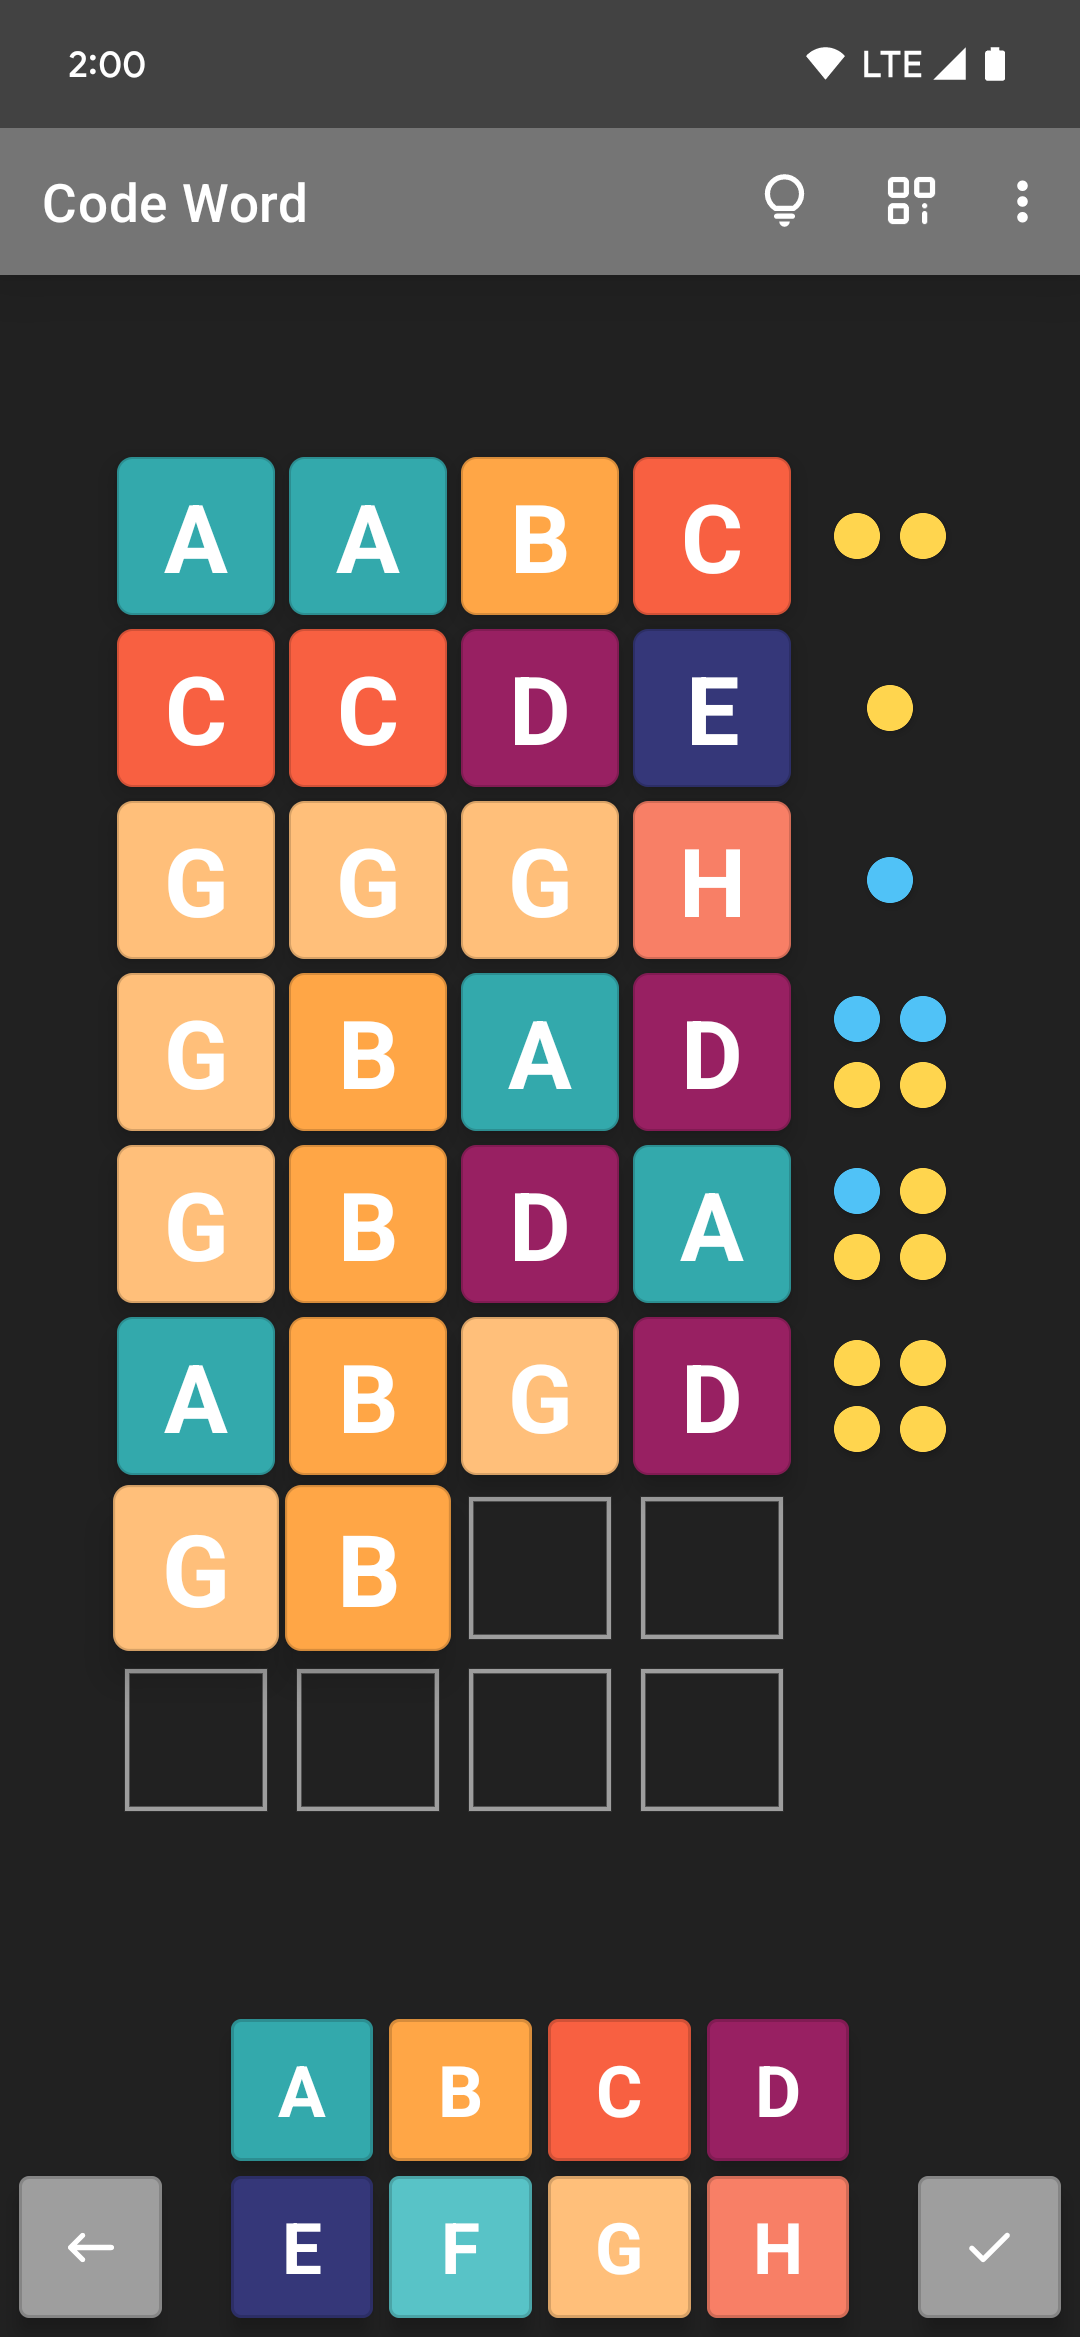 2:00 LTE
Code Word
A A B C
C C D E
G G G H
G B A D
G B D A
A B G D
G B
A B C D
E F G H